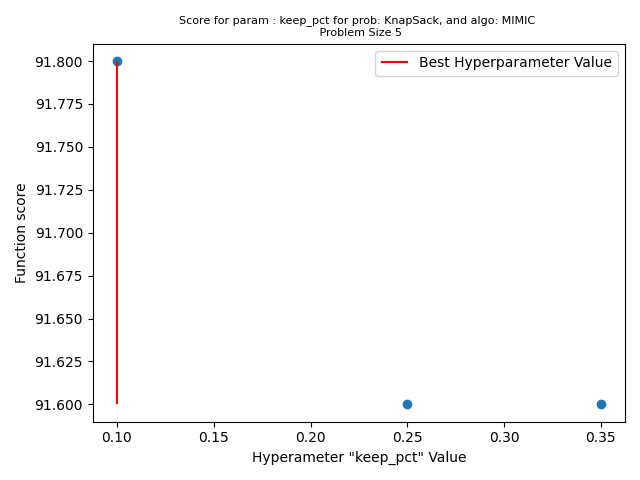 Score for param : keep_pct for prob: KnapSack, and algo: MIMIC
Problem Size 5
Best Hyperparameter Value
91.800
91.775
91.750
91.725
91.700
91.675
91.650
91.625
91.600
Function score
0.10 0.15 0.20 0.25 0.30 0.35
Hyperameter "keep_pct" Value